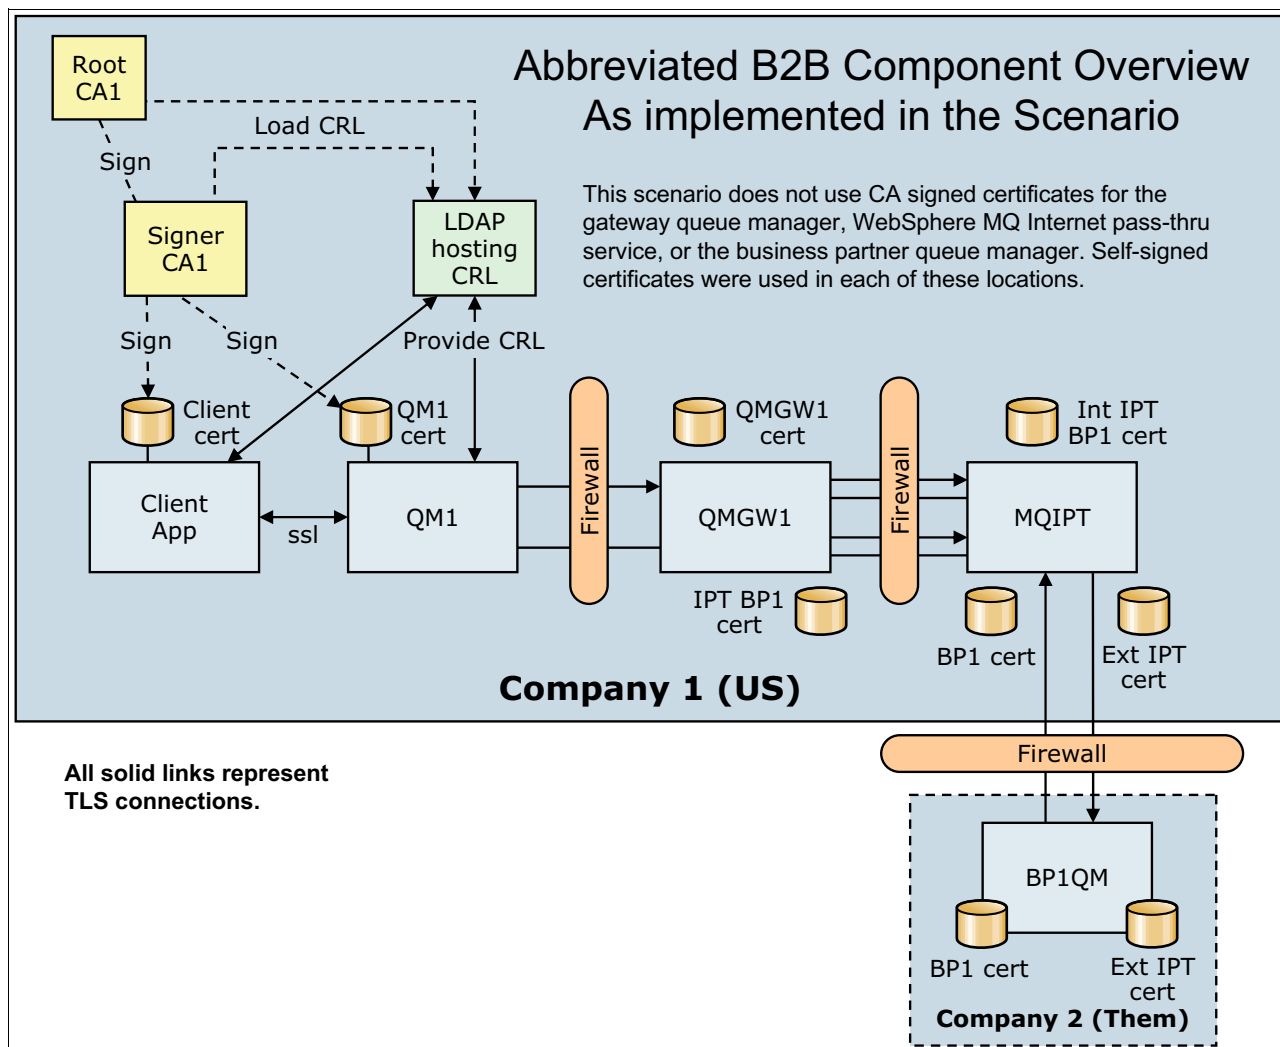 Abbreviated B2B Component Overview
As implemented in the Scenario
Root
CA1
Load CRL
Sign
This scenario does not use CA signed certificates for the
gateway queue manager, WebSphere MQ Internet pass-thru
service, or the business partner queue manager. Self-signed
certificates were used in each of these locations.
Signer
CA1
LDAP
hosting
CRL
Sign
Sign
Provide CRL
Client
cert
QM1
cert
QMGW1
cert
Int IPT
BP1 cert
Client
App
ssl
QM1
Firewall
QMGW1
Firewall
MQIPT
IPT BP1
cert
BP1 cert
Ext IPT
cert
Company 1 (US)
Firewall
All solid links represent
TLS connections.
BP1QM
BP1 cert
Ext IPT
cert
Company 2 (Them)